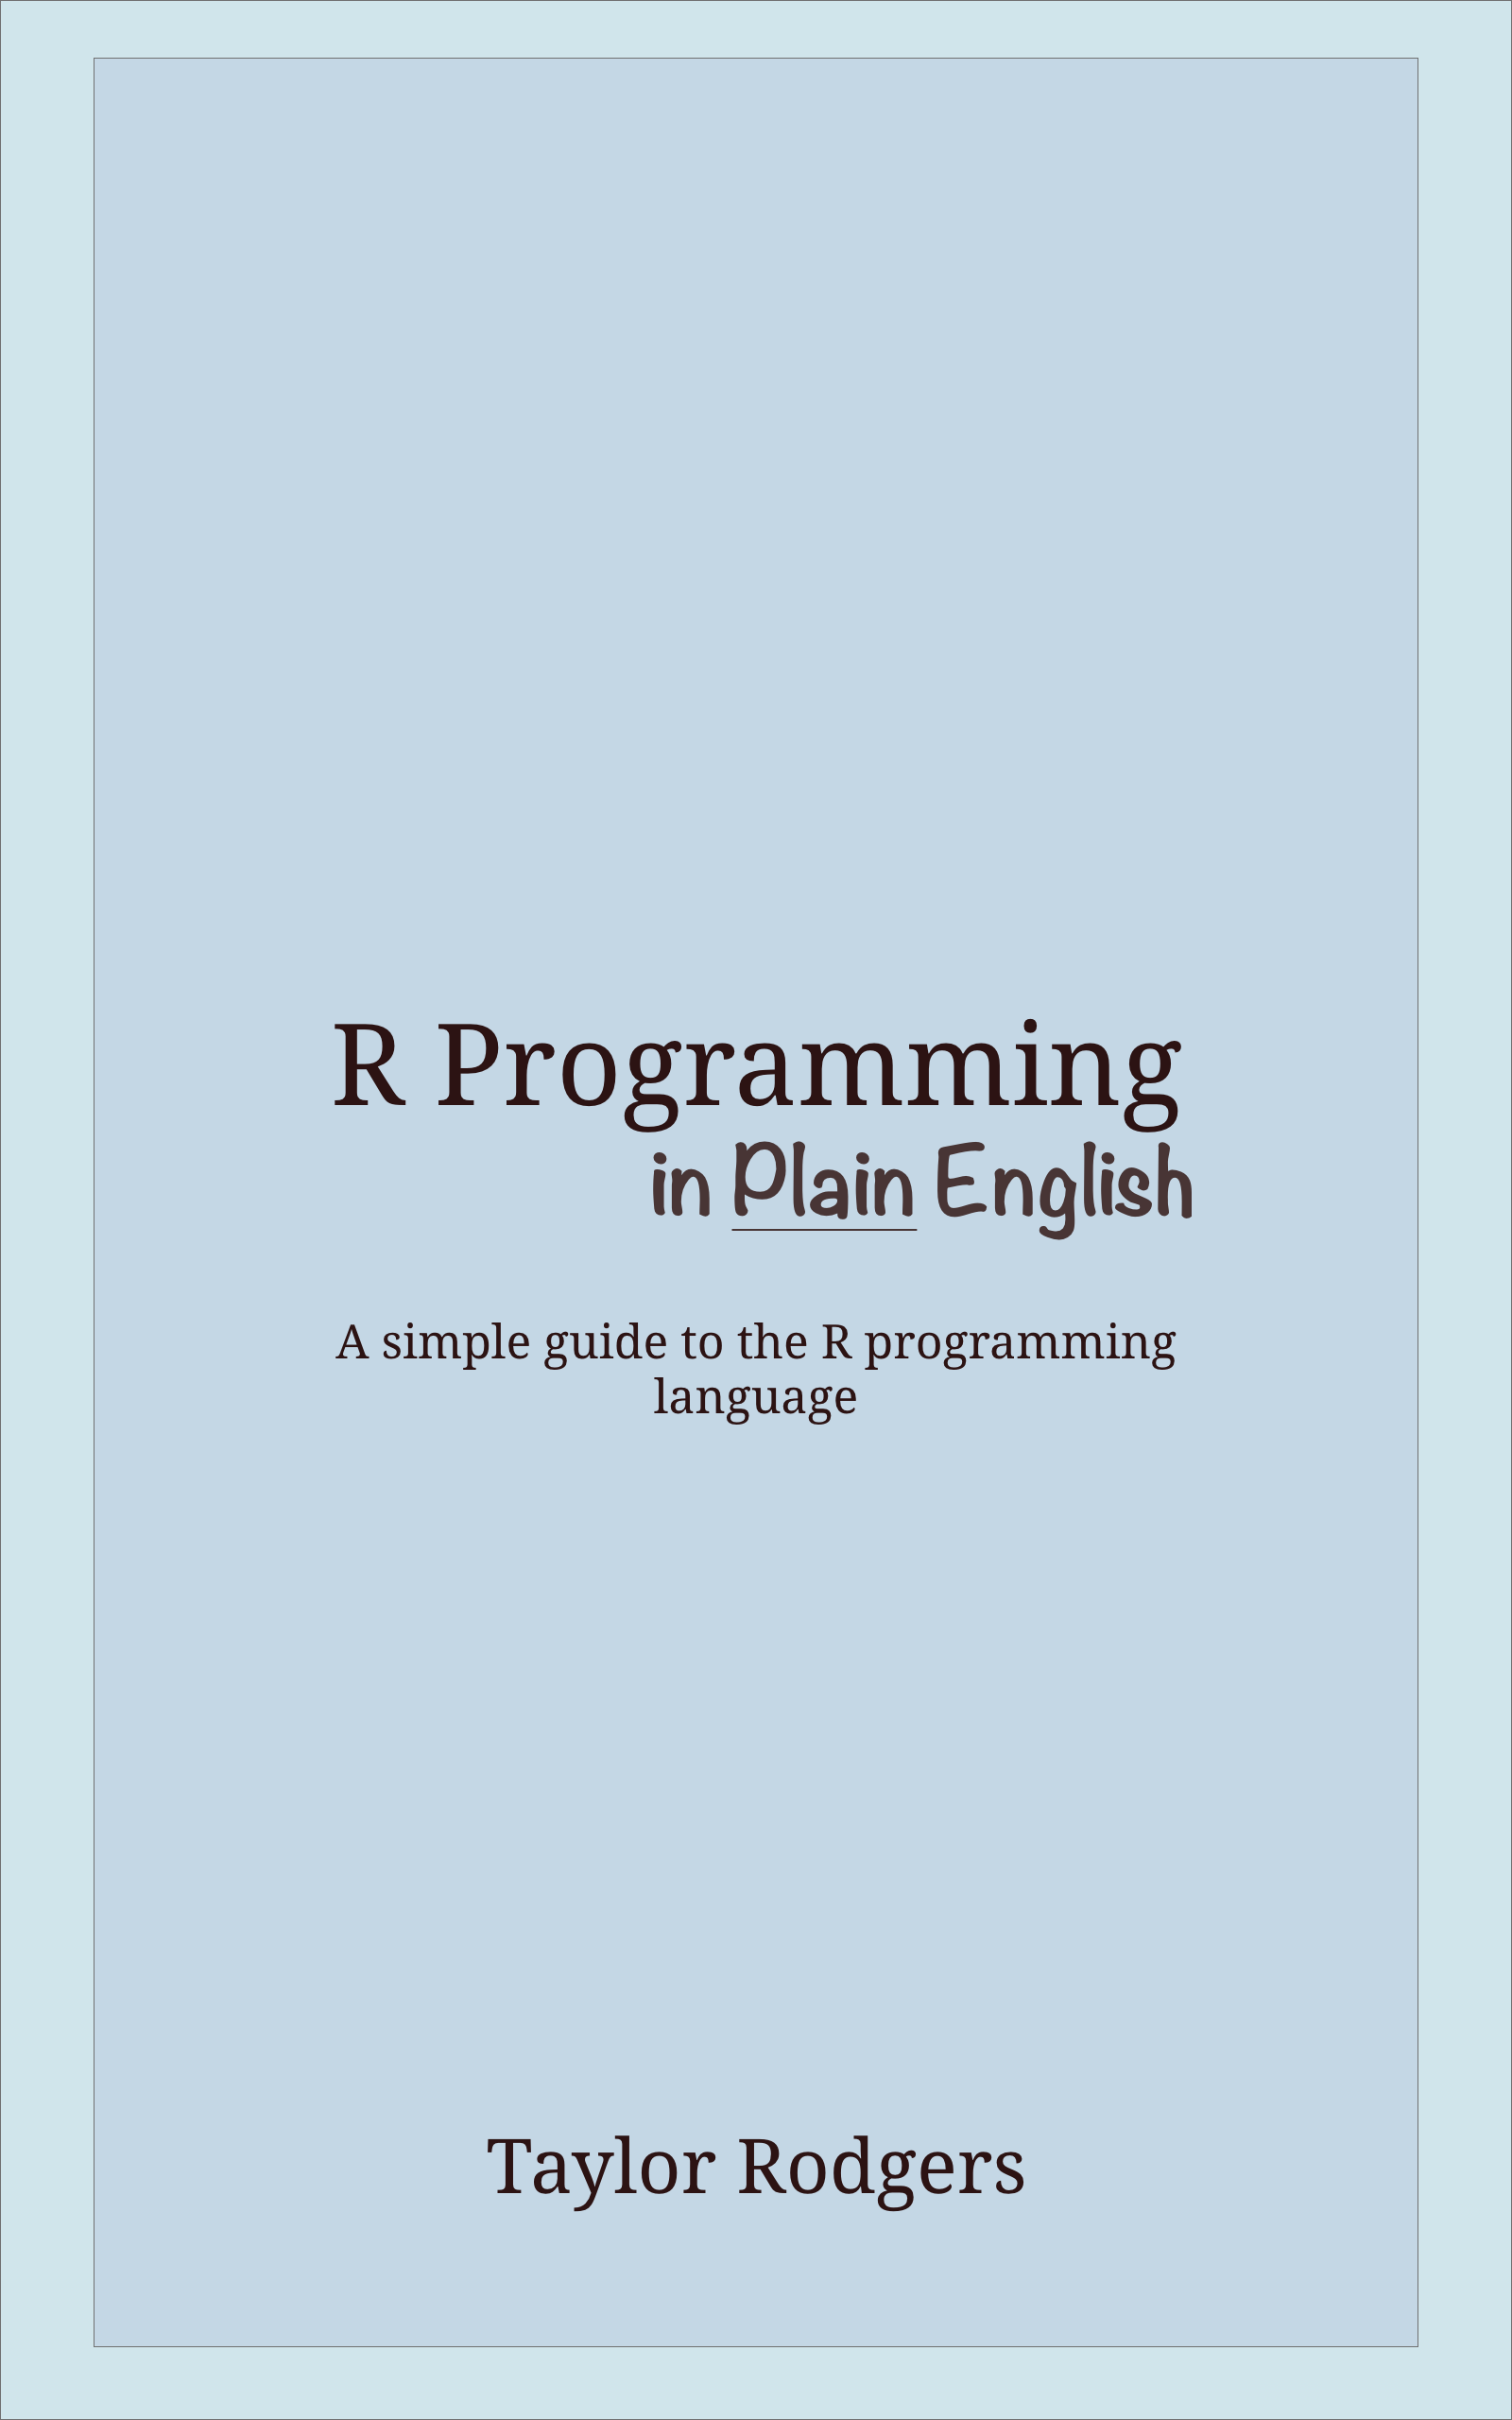 R Programming
in Plain English
A simple guide to the R programming
language
Taylor Rodgers